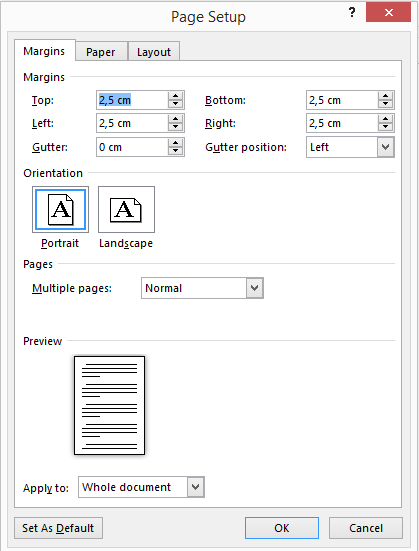 Page Setup ? ×
Margins Paper Layout
Margins
Top: 2,5 cm Bottom: 2,5 cm
Left: 2,5 cm Right: 2,5 cm
Gutter: 0 cm Gutter position: Left
Orientation
A A
Portrait Landscape
Pages
Multiple pages: Normal
Preview
Apply to: Whole document
Set As Default OK Cancel